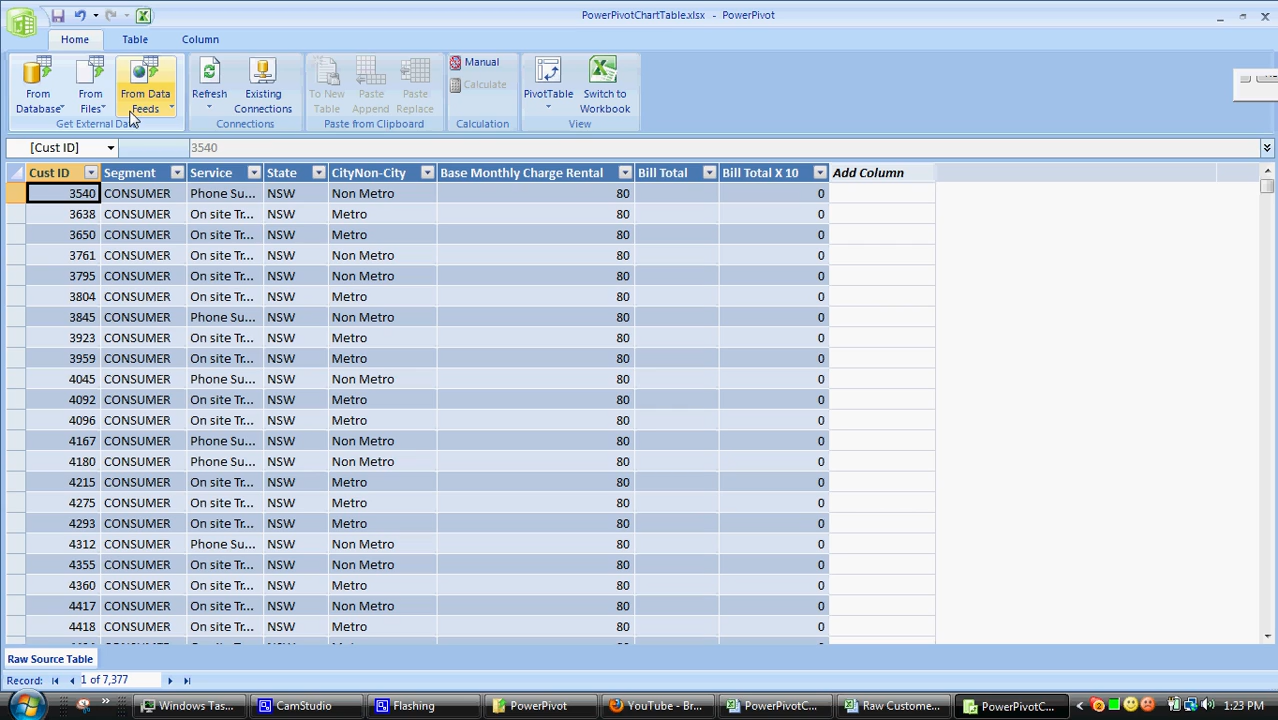 PowerPivotChartTable.xlsx - PowerPivot
Home Table Column
From Database From Files From Data Feeds Refresh Existing Connections To New Table Paste Append Paste Replace Manual Calculate PivotTable Switch to Workbook
Get External Da Connections Paste from Clipboard Calculation View
[Cust ID] 3540
Cust ID Segment Service State CityNon-City Base Monthly Charge Rental Bill Total Bill Total X 10 Add Column
3540 CONSUMER Phone Su... NSW Non Metro 80 0
3638 CONSUMER On site Tr... NSW Metro 80 0
3650 CONSUMER On site Tr... NSW Metro 80 0
3761 CONSUMER On site Tr... NSW Non Metro 80 0
3795 CONSUMER On site Tr... NSW Non Metro 80 0
3804 CONSUMER On site Tr... NSW Metro 80 0
3845 CONSUMER Phone Su... NSW Non Metro 80 0
3923 CONSUMER On site Tr... NSW Metro 80 0
3959 CONSUMER On site Tr... NSW Metro 80 0
4045 CONSUMER Phone Su... NSW Non Metro 80 0
4092 CONSUMER On site Tr... NSW Metro 80 0
4096 CONSUMER On site Tr... NSW Metro 80 0
4167 CONSUMER Phone Su... NSW Non Metro 80 0
4180 CONSUMER Phone Su... NSW Non Metro 80 0
4215 CONSUMER On site Tr... NSW Metro 80 0
4275 CONSUMER On site Tr... NSW Metro 80 0
4293 CONSUMER On site Tr... NSW Metro 80 0
4312 CONSUMER Phone Su... NSW Non Metro 80 0
4355 CONSUMER On site Tr... NSW Non Metro 80 0
4360 CONSUMER On site Tr... NSW Metro 80 0
4417 CONSUMER On site Tr... NSW Non Metro 80 0
4418 CONSUMER On site Tr... NSW Metro 80 0
Raw Source Table
Record: 1 of 7,377
Windows Tas... CamStudio Flashing PowerPivot YouTube - Br... PowerPivotC... Raw Custome... PowerPivotC... 1:23 PM